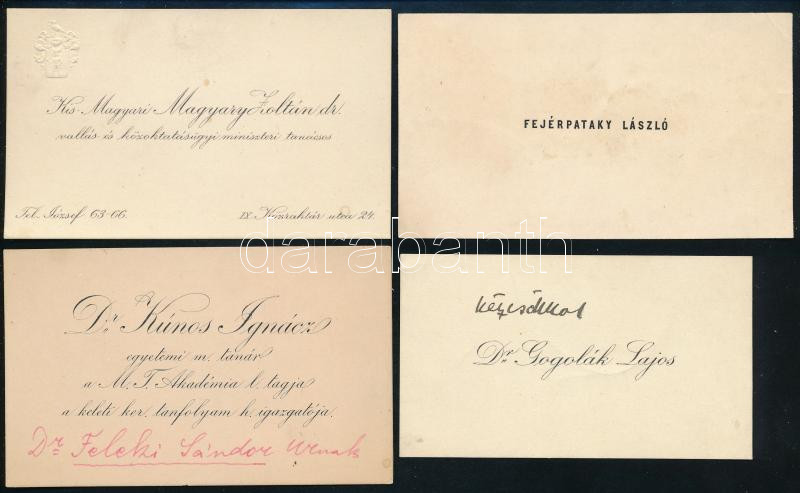 Kis-Magyari Magyary Zoltán dr.
vallás és közoktatásügyi miniszteri tanácsos
Tel. József 63-66.
IX. Közraktár utca 24.
FEJÉRPATAKY LÁSZLÓ
Dr. Kúnos Ignácz
egyetemi m. tanár
a M. T. Akadémia l. tagja
a keleti ker. tanfolyam h. igazgatója.
Dr Feleki Sándor Úrnak
kézcsókkal
Dr. Gogolák Lajos
darabanth